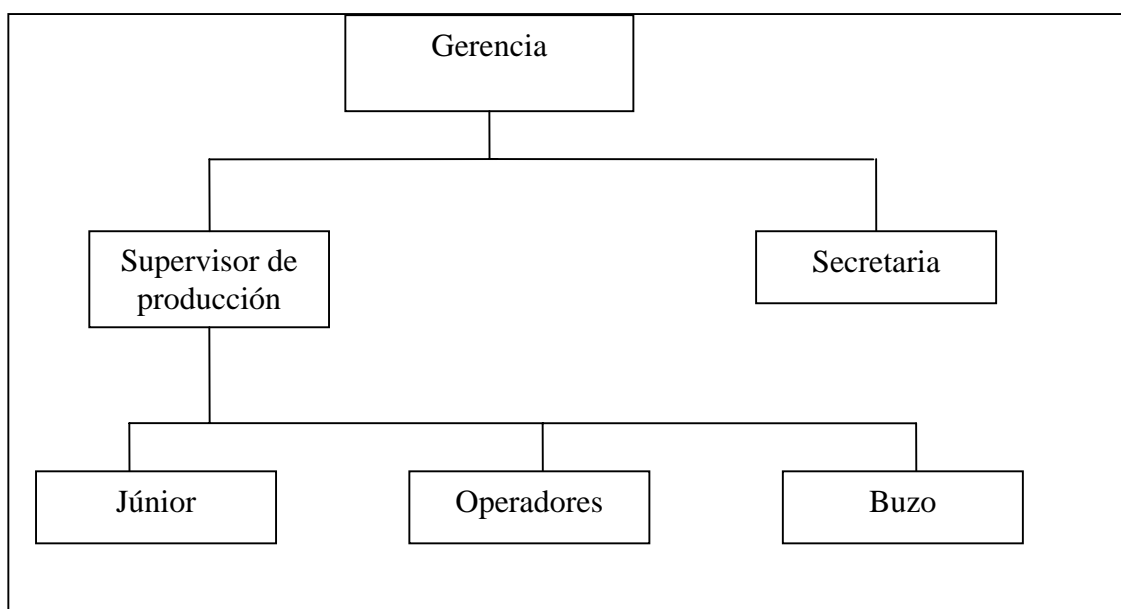 Gerencia
Supervisor de
producción
Secretaria
Júnior
Operadores
Buzo